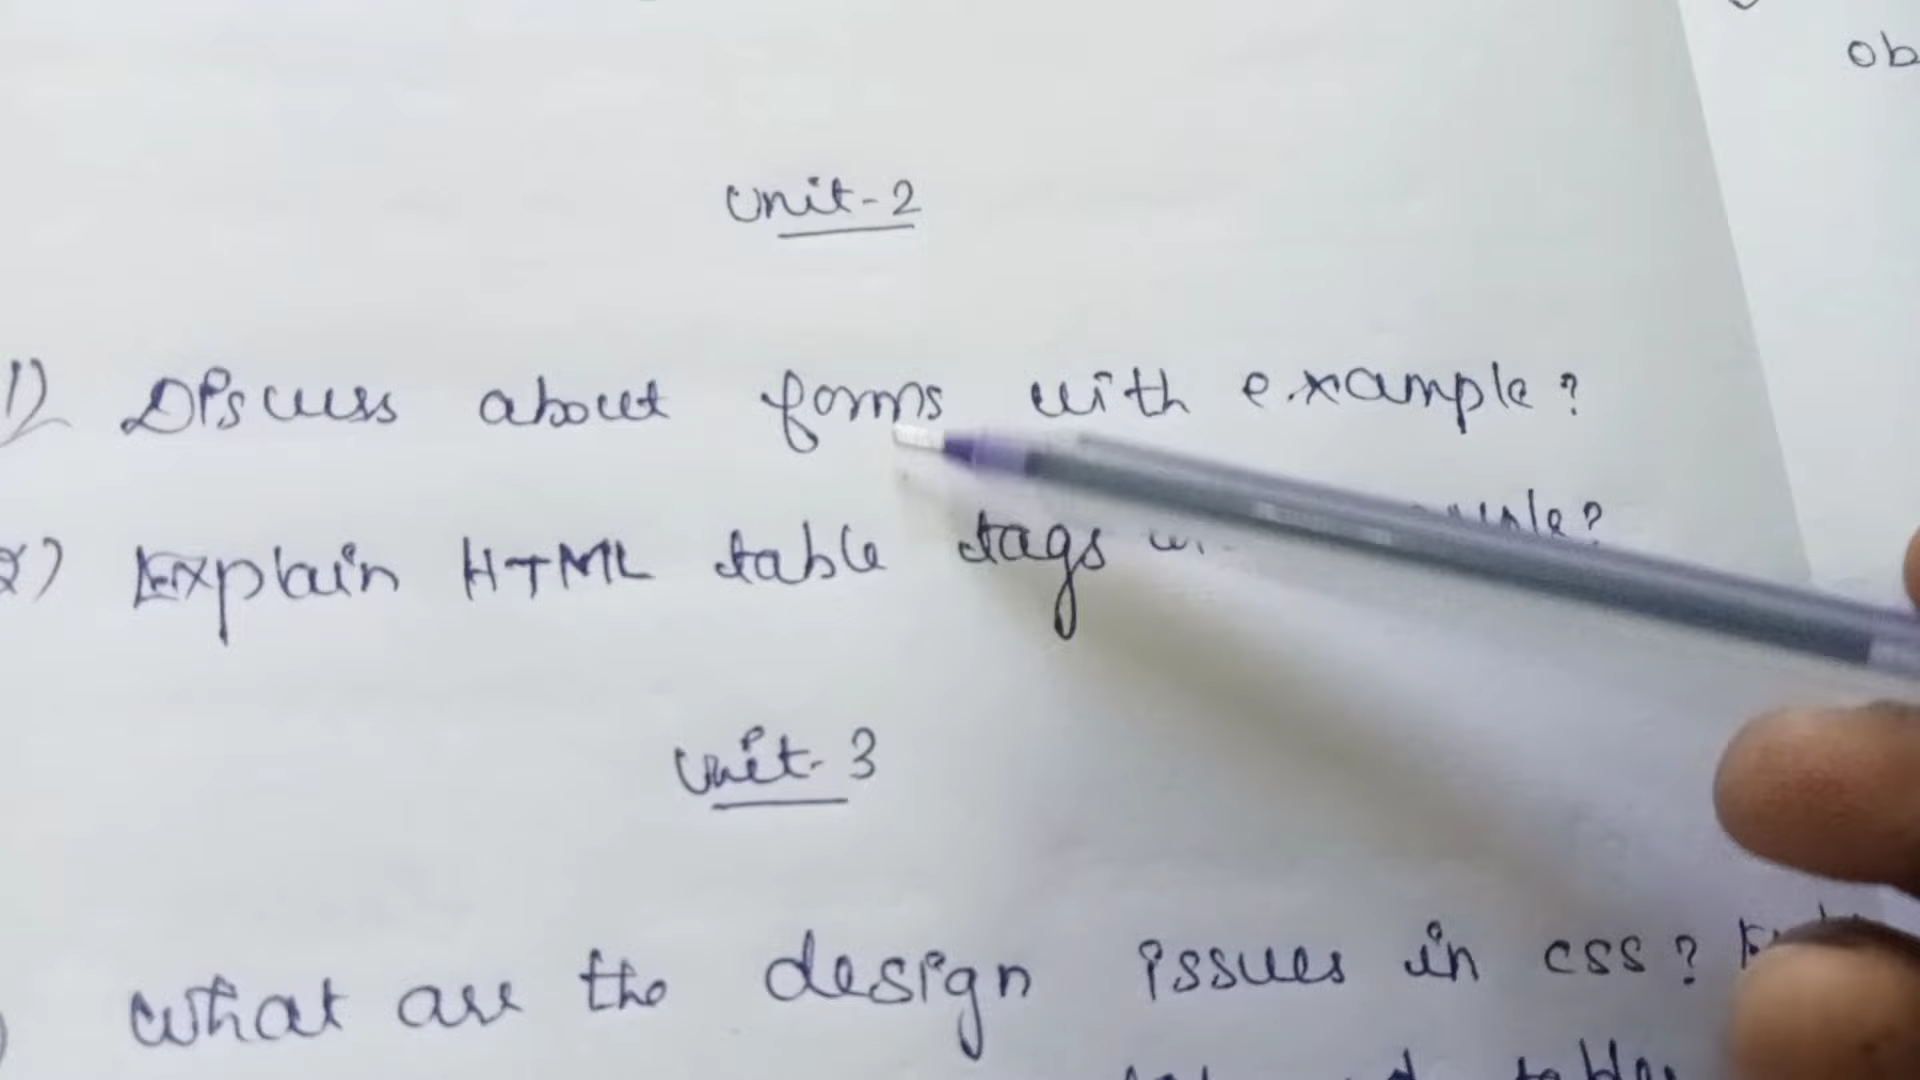 ob
Unit-2
1) Discuss about forms with example?
2) Explain HTML table tags
Unit-3
What are the design issues in css?